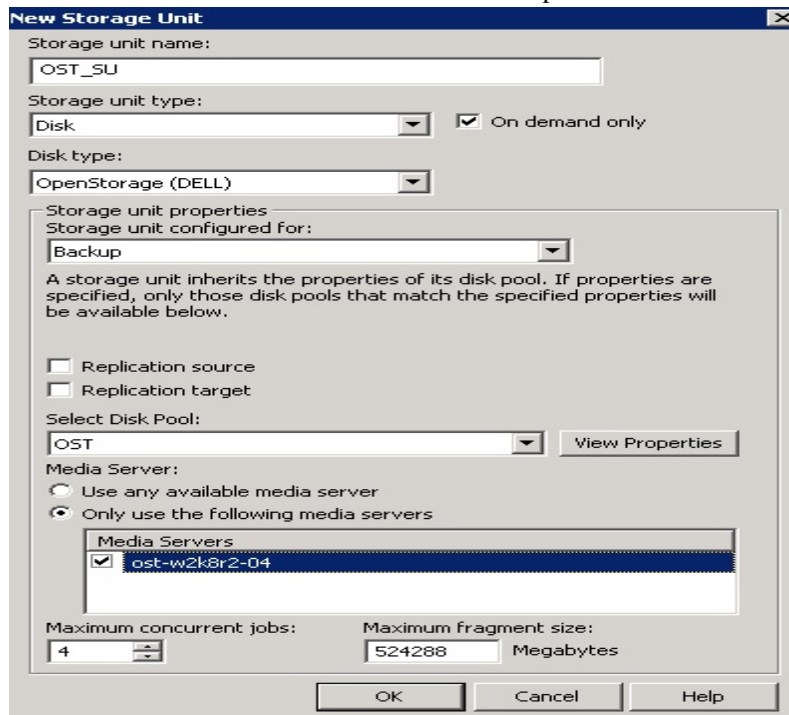 New Storage Unit
Storage unit name:
OST_SU
Storage unit type:
Disk
On demand only
Disk type:
OpenStorage (DELL)
Storage unit properties
Storage unit configured for:
Backup
A storage unit inherits the properties of its disk pool. If properties are
specified, only those disk pools that match the specified properties will
be available below.
Replication source
Replication target
Select Disk Pool:
OST
View Properties
Media Server:
Use any available media server
Only use the following media servers
Media Servers
ost-w2k8r2-04
Maximum concurrent jobs:
Maximum fragment size:
4
524288
Megabytes
OK
Cancel
Help